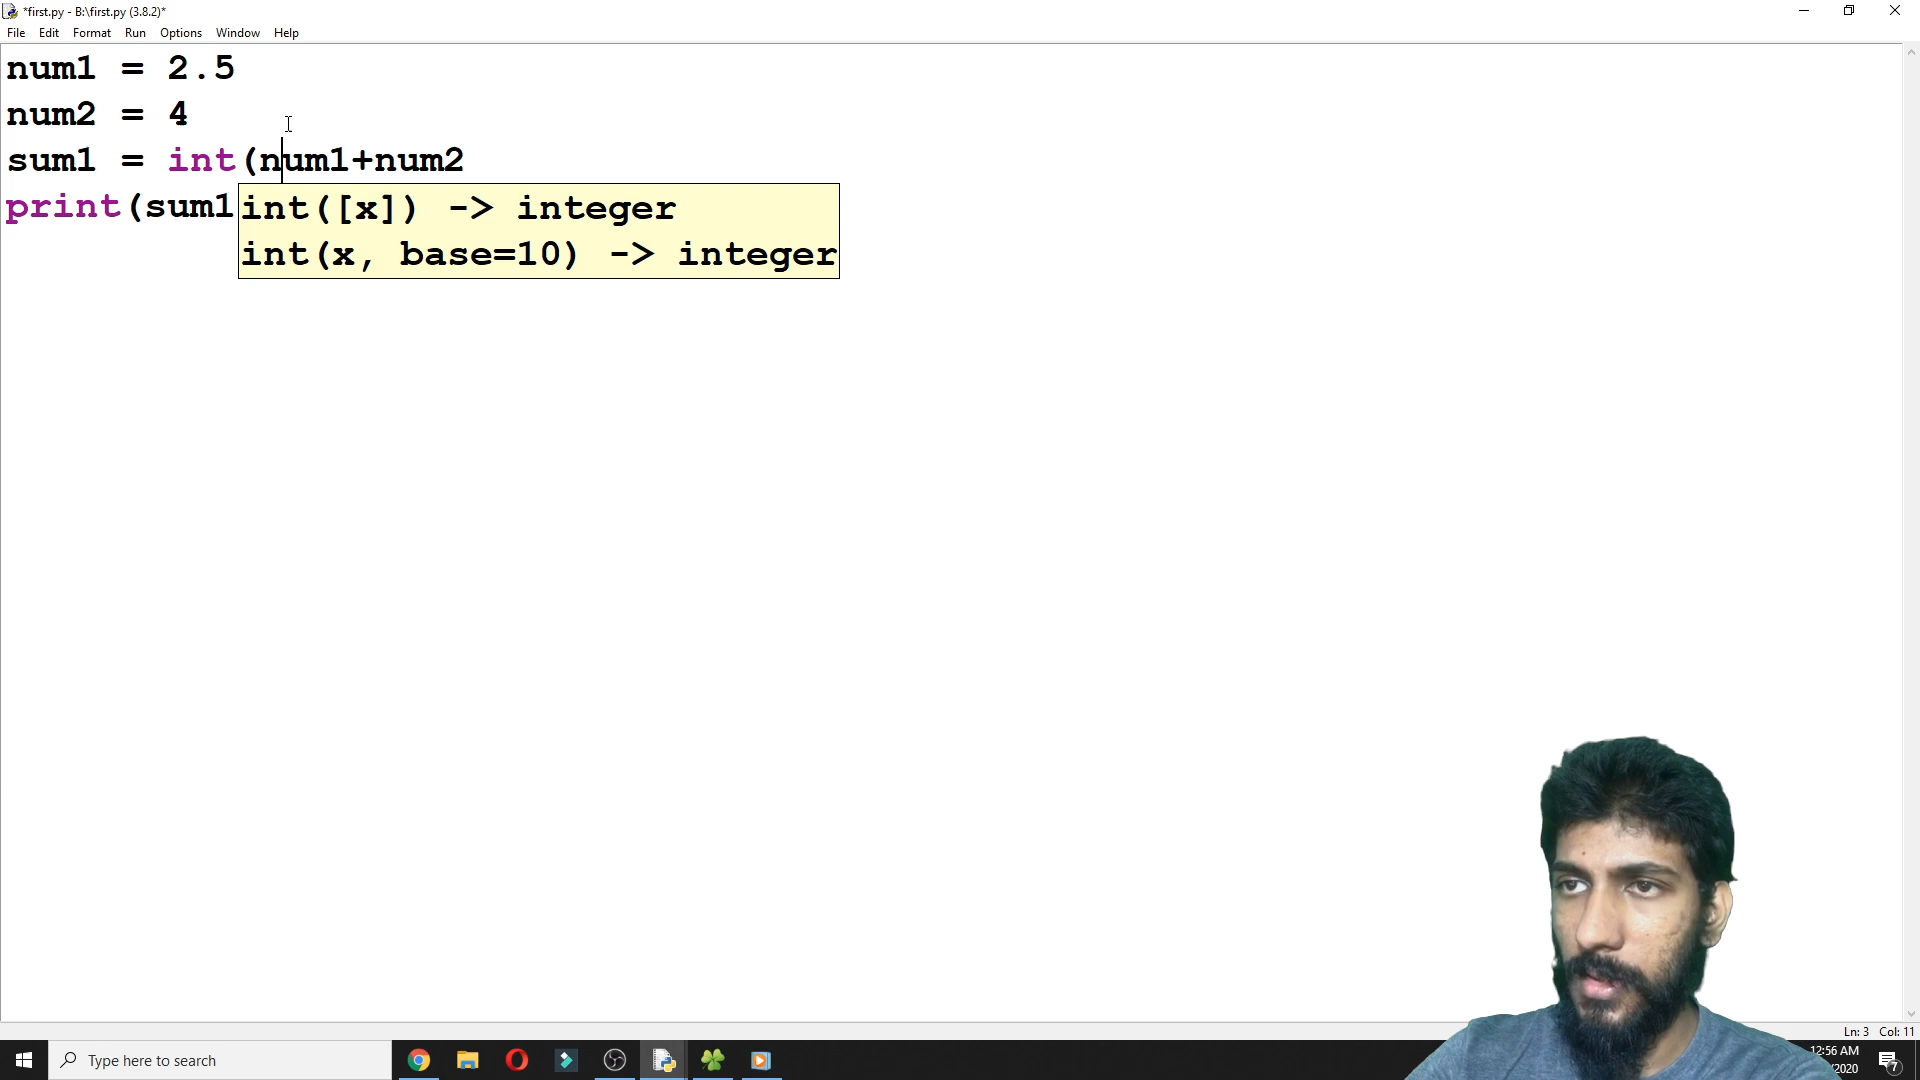 *first.py - B:\first.py (3.8.2)*
File Edit Format Run Options Window Help
num1 = 2.5
num2 = 4
sum1 = int(num1+num2
print(sum1
int([x]) -> integer
int(x, base=10) -> integer
Ln: 3 Col: 11
Type here to search
12:56 AM
/2020
7